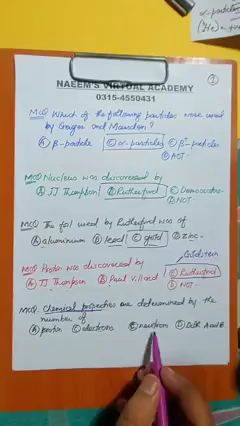 α-particles
①
NAEEM'S VIRTUAL ACADEMY
0315-4550431
MCQ Which of the following particles were used
by Geiger and Marsden?
Ⓐ β-particle Ⓒ α-particles Ⓒ β+-particles
Ⓓ NOT
MCQ Nucleus was discovered by
Ⓐ JJ Thompson Ⓑ Rutherford Ⓒ Democritus
Ⓓ NOT
MCQ The foil used by Rutherford was of
Ⓐ aluminium Ⓑ lead Ⓒ gold Ⓓ zinc
Goldstein
MCQ Proton was discovered by
Ⓐ JJ Thompson Ⓑ Paul villard Ⓒ Rutherford
Ⓓ NOT
MCQ Chemical properties are determined by the
number of
Ⓐ proton Ⓒ electrons Ⓒ neutron Ⓓ both A and B